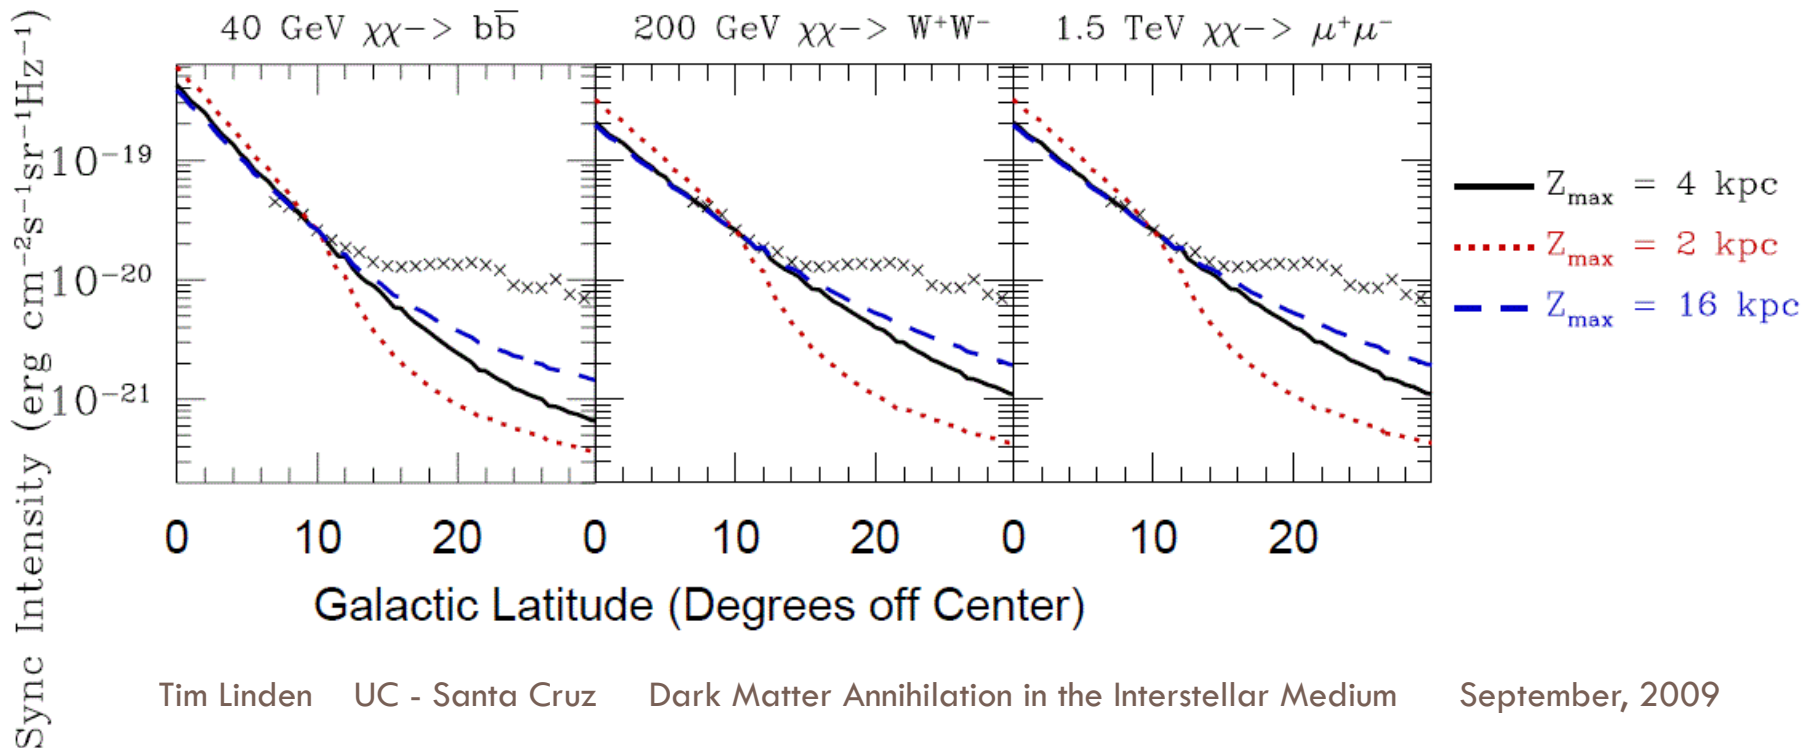 40 GeV χχ−> bb̅
200 GeV χχ−> W⁺W⁻
1.5 TeV χχ−> μ⁺μ⁻
Sync Intensity (erg cm⁻²s⁻¹sr⁻¹Hz⁻¹)
10⁻¹⁹
10⁻²⁰
10⁻²¹
Zmax = 4 kpc
Zmax = 2 kpc
Zmax = 16 kpc
0 10 20 0 10 20 0 10 20
Galactic Latitude (Degrees off Center)
Tim Linden UC - Santa Cruz Dark Matter Annihilation in the Interstellar Medium September, 2009